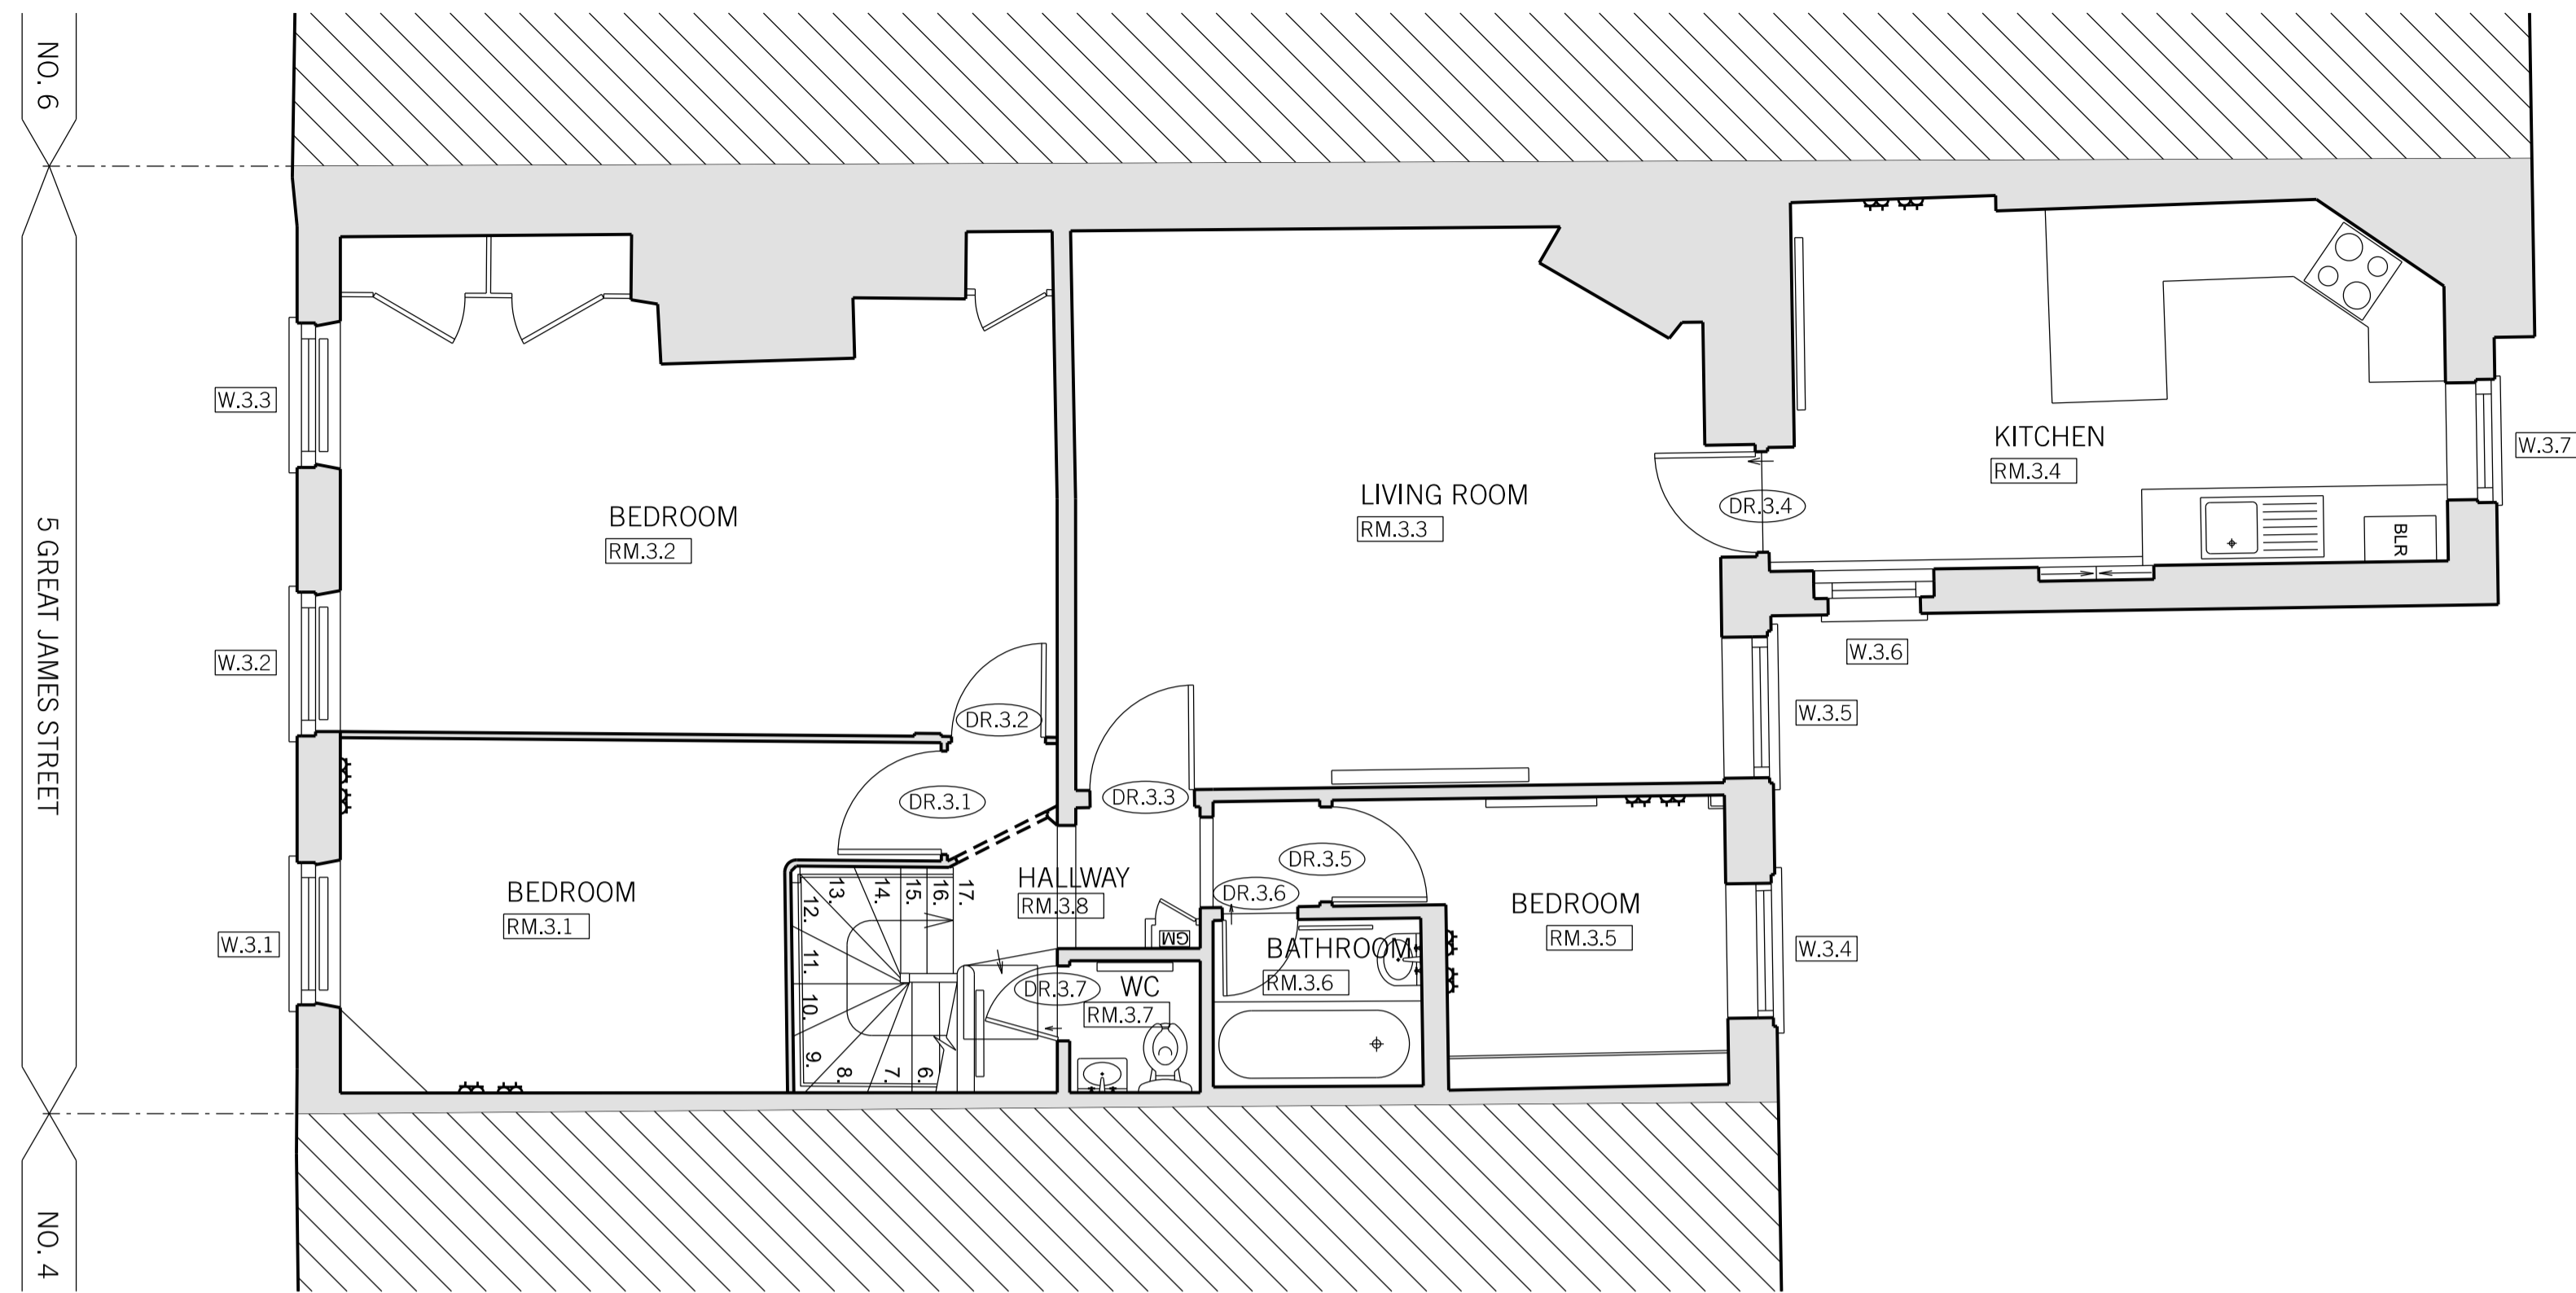 NO. 6
5 GREAT JAMES STREET
NO. 4
W.3.3
W.3.2
W.3.1
BEDROOM
RM.3.2
DR.3.2
DR.3.1
BEDROOM
RM.3.1
LIVING ROOM
RM.3.3
DR.3.3
DR.3.4
KITCHEN
RM.3.4
BLR
W.3.7
W.3.6
W.3.5
W.3.4
HALLWAY
RM.3.8
GM
DR.3.5
DR.3.6
BEDROOM
RM.3.5
BATHROOM
RM.3.6
DR.3.7
WC
RM.3.7
17.
16.
15.
14.
13.
12.
11.
10.
9.
8.
7.
6.